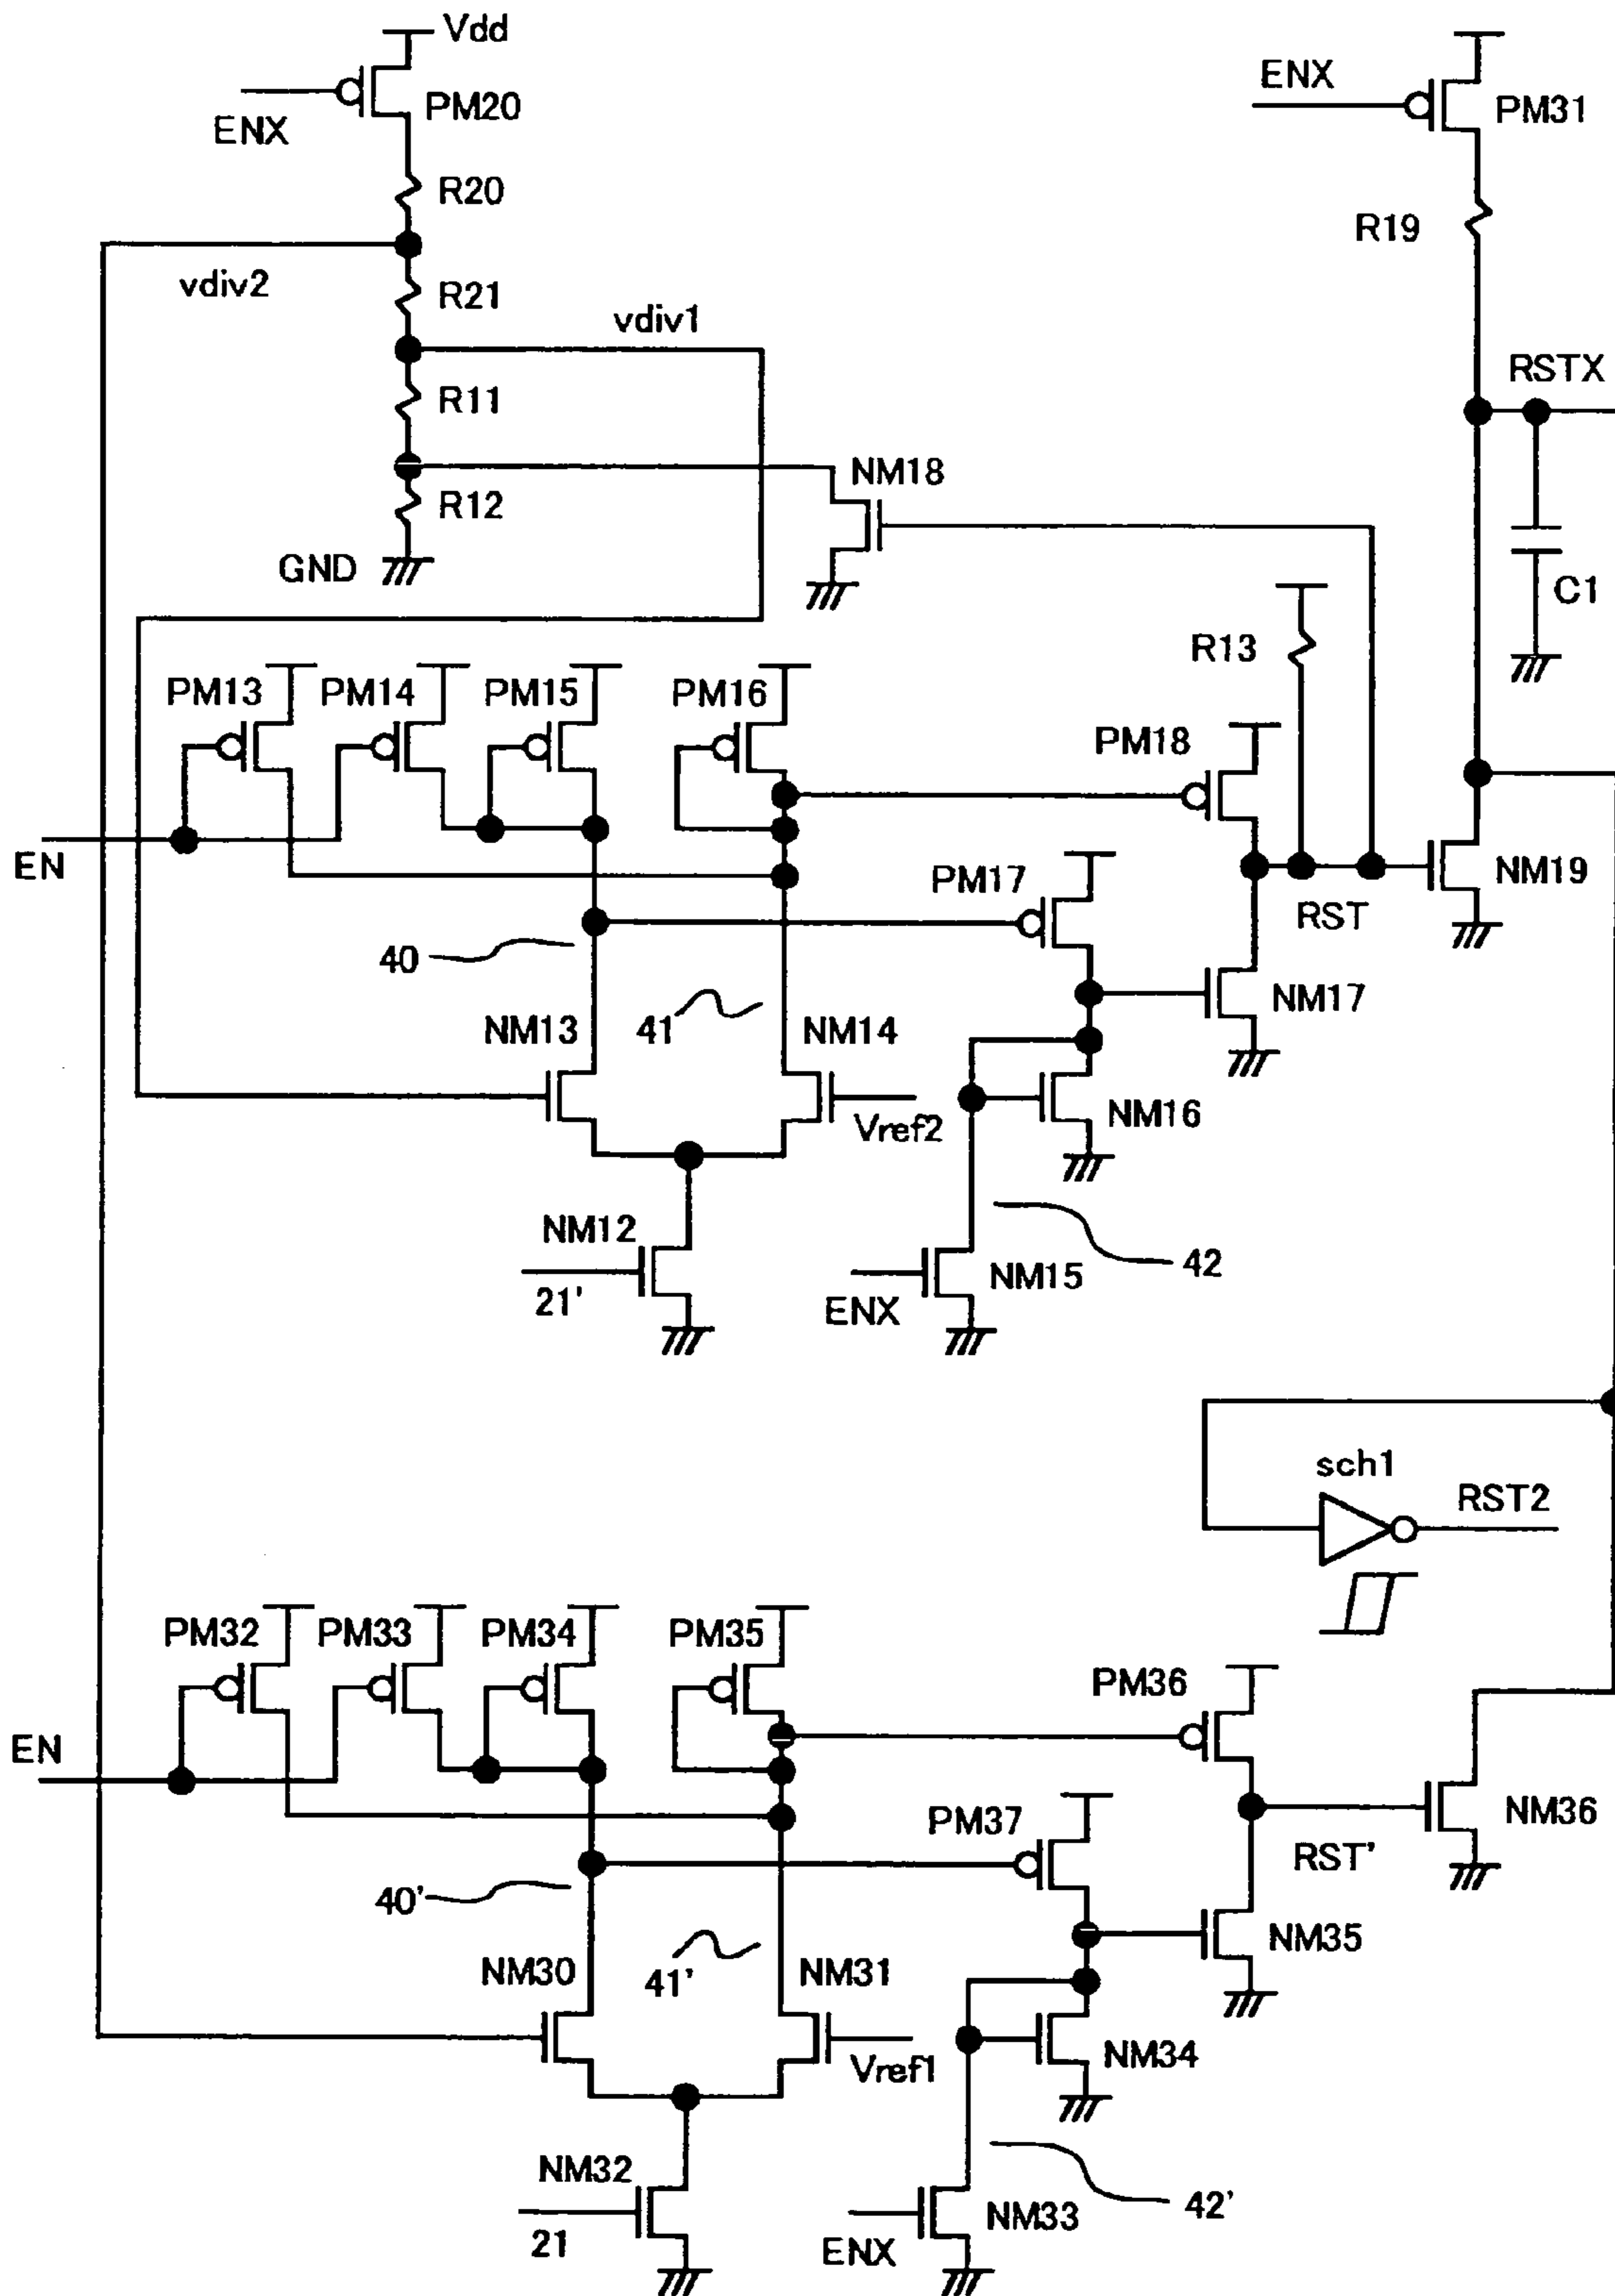 Vdd
ENX
PM20
ENX
PM31
R20
R19
vdiv2
R21
vdiv1
RSTX
R11
NM18
R12
GND
C1
R13
PM13
PM14
PM15
PM16
PM18
EN
PM17
NM19
RST
40
41
NM17
NM13
NM14
NM16
Vref2
NM12
42
NM15
21'
ENX
sch1
RST2
PM32
PM33
PM34
PM35
PM36
EN
PM37
NM36
RST'
40'
NM35
NM30
41'
NM31
NM34
Vref1
NM32
42'
NM33
21
ENX